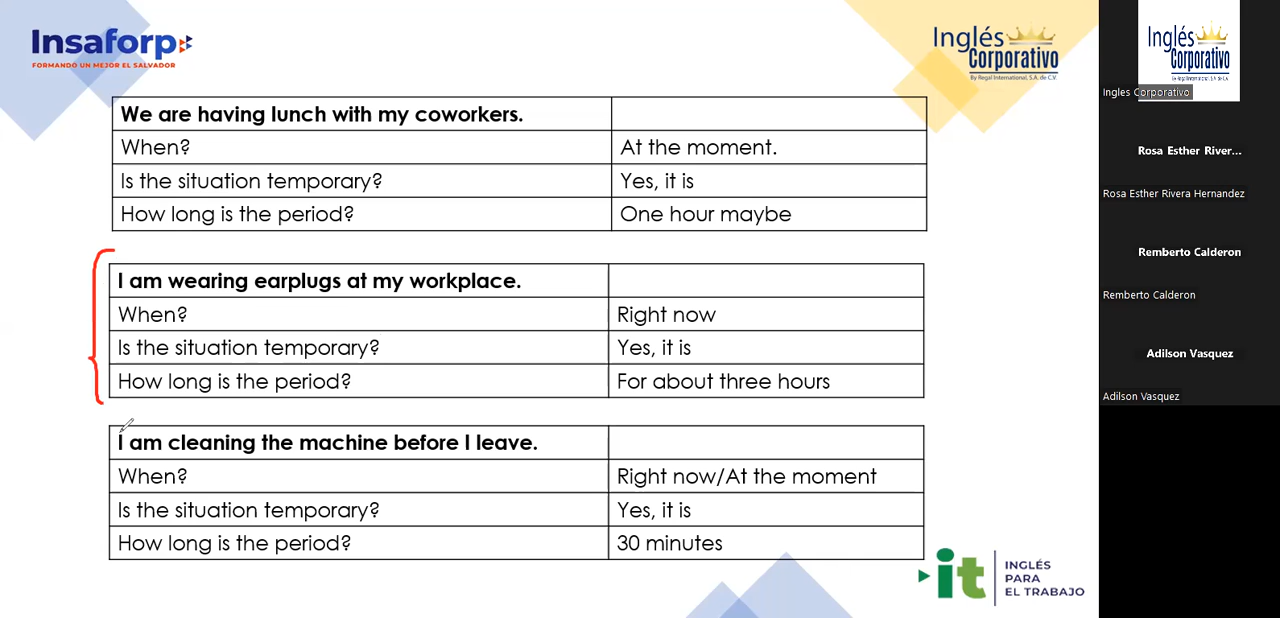 Insaforp
FORMANDO UN MEJOR EL SALVADOR
Inglés
Corporativo
By Regal International, S.A. de C.V.
We are having lunch with my coworkers.
When? At the moment.
Is the situation temporary? Yes, it is
How long is the period? One hour maybe
I am wearing earplugs at my workplace.
When? Right now
Is the situation temporary? Yes, it is
How long is the period? For about three hours
I am cleaning the machine before I leave.
When? Right now/At the moment
Is the situation temporary? Yes, it is
How long is the period? 30 minutes
it
INGLÉS
PARA
EL TRABAJO
Inglés
Corporativo
By Regal International, S.A. de C.V.
Ingles Corporativo
Rosa Esther River...
Rosa Esther Rivera Hernandez
Remberto Calderon
Remberto Calderon
Adilson Vasquez
Adilson Vasquez